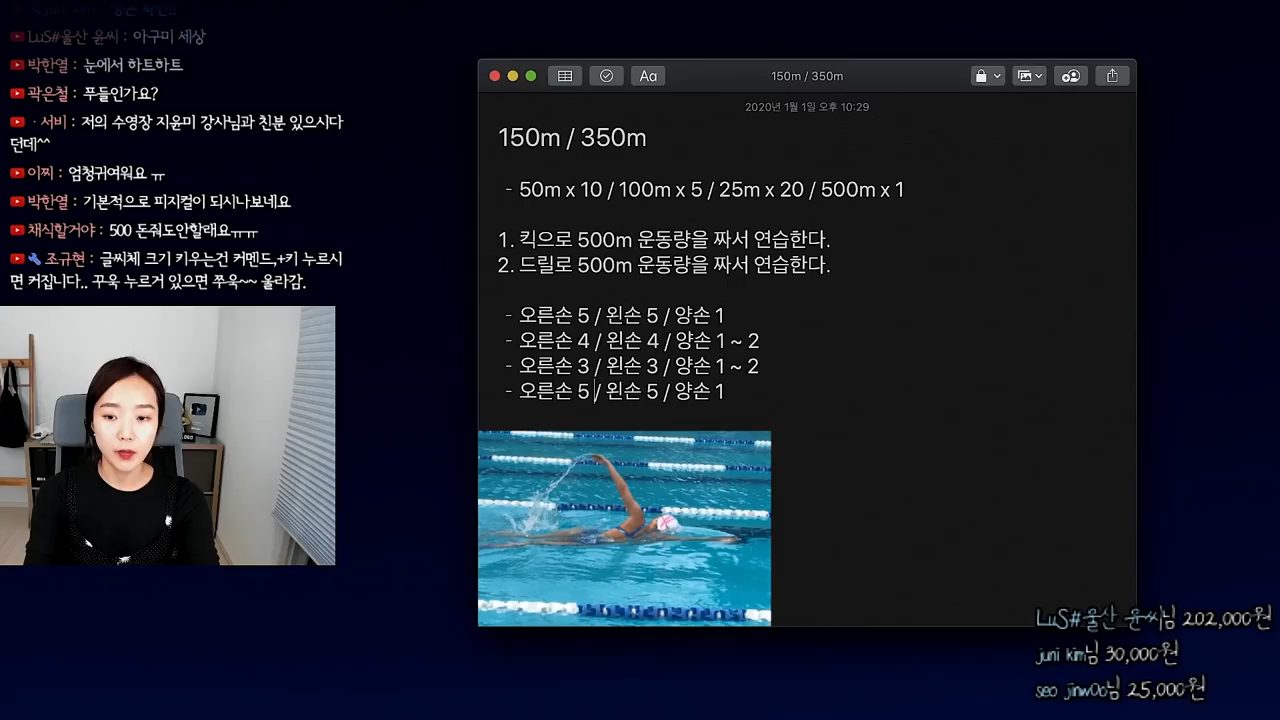 LuS#울산 윤씨 : 아구미 세상
박한열 : 눈에서 하트하트
곽은철 : 푸들인가요?
· 서비 : 저의 수영장 지윤미 강사님과 친분 있으시다
던데^^
이찌 : 엄청귀여워요 ㅠ
박한열 : 기본적으로 피지컬이 되시나보네요
채식할거야 : 500 돈줘도안할래요ㅠㅠ
조규현 : 글씨체 크기 키우는건 커멘드,+키 누르시
면 커집니다.. 꾸욱 누르거 있으면 쭈욱~~ 올라감.
Aa
150m / 350m
2020년 1월 1일 오후 10:29
150m / 350m
- 50m x 10 / 100m x 5 / 25m x 20 / 500m x 1
1. 킥으로 500m 운동량을 짜서 연습한다.
2. 드릴로 500m 운동량을 짜서 연습한다.
- 오른손 5 / 왼손 5 / 양손 1
- 오른손 4 / 왼손 4 / 양손 1 ~ 2
- 오른손 3 / 왼손 3 / 양손 1 ~ 2
- 오른손 5 / 왼손 5 / 양손 1
LuS#울산 윤씨님 202,000원
juni kim님 30,000원
seo jinwoo님 25,000원